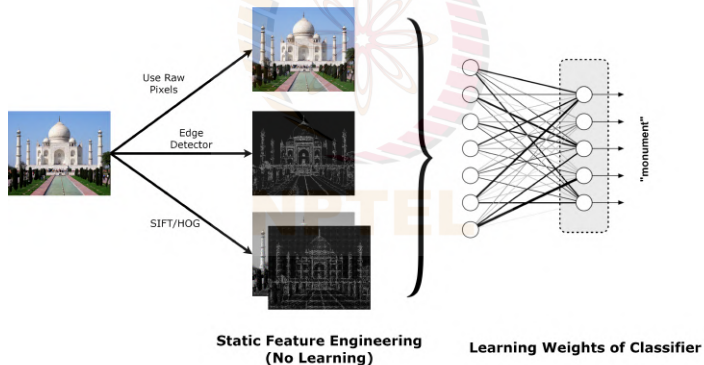 Use Raw
Pixels
Edge
Detector
SIFT/HOG
"monument"
NPTEL
Static Feature Engineering
(No Learning)
Learning Weights of Classifier